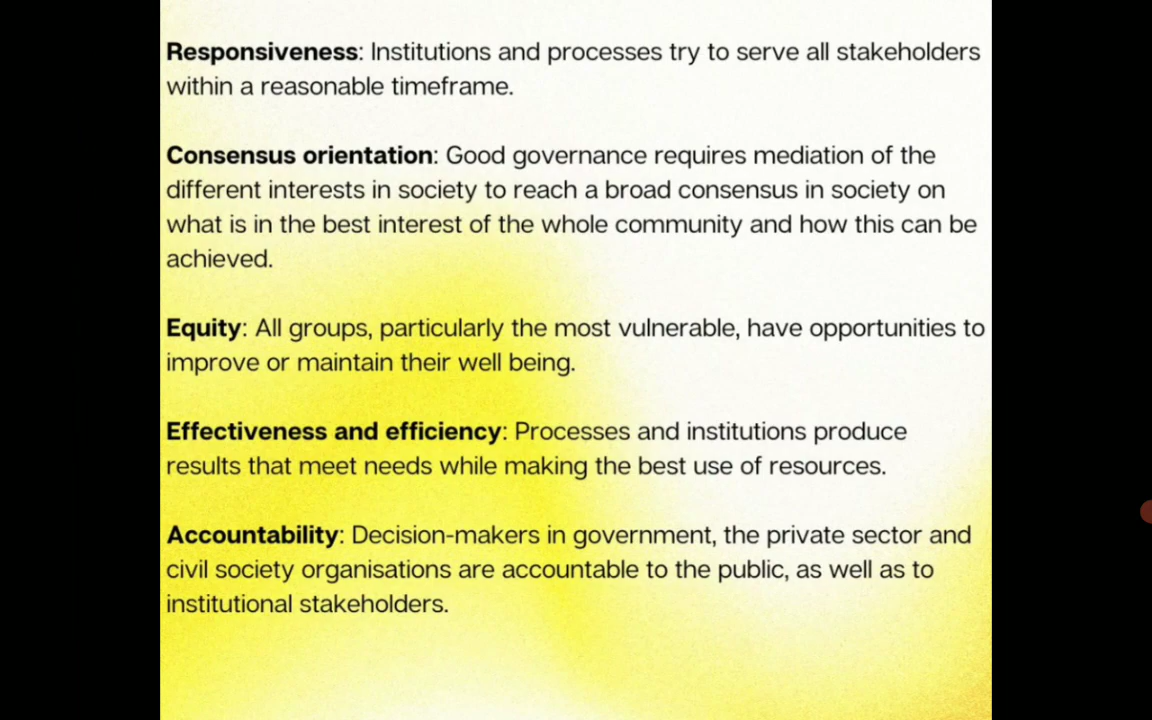 Responsiveness: Institutions and processes try to serve all stakeholders
within a reasonable timeframe.
Consensus orientation: Good governance requires mediation of the
different interests in society to reach a broad consensus in society on
what is in the best interest of the whole community and how this can be
achieved.
Equity: All groups, particularly the most vulnerable, have opportunities to
improve or maintain their well being.
Effectiveness and efficiency: Processes and institutions produce
results that meet needs while making the best use of resources.
Accountability: Decision-makers in government, the private sector and
civil society organisations are accountable to the public, as well as to
institutional stakeholders.